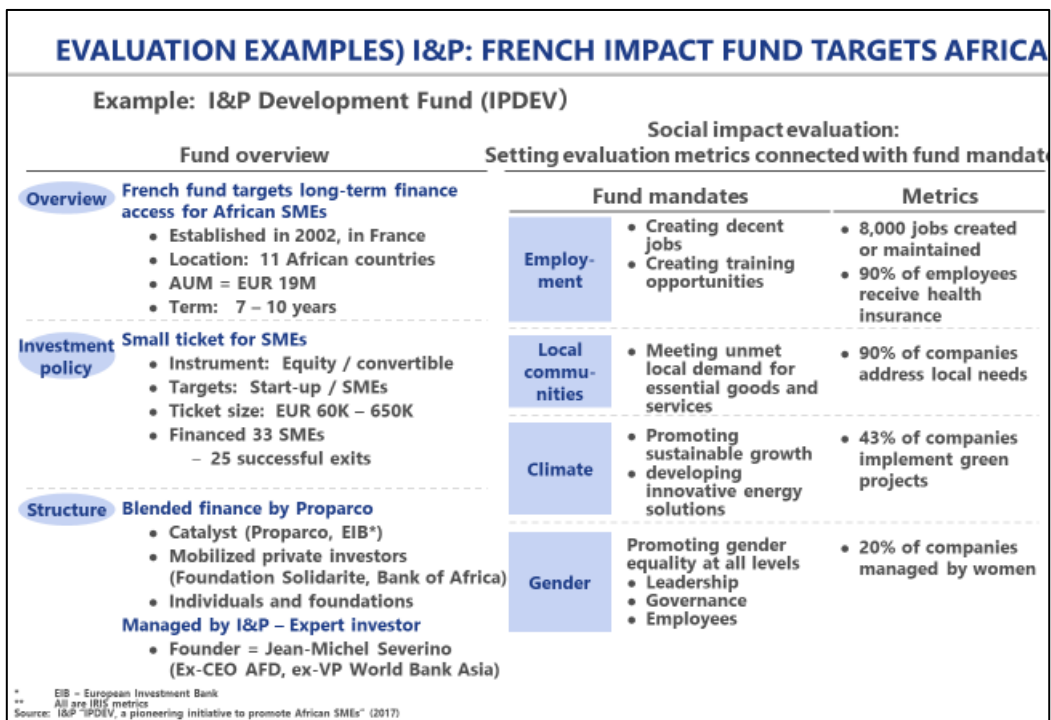 EVALUATION EXAMPLES) I&P: FRENCH IMPACT FUND TARGETS AFRICA
Example: I&P Development Fund (IPDEV)
Fund overview
Overview
French fund targets long-term finance
access for African SMEs
• Established in 2002, in France
• Location: 11 African countries
• AUM = EUR 19M
• Term: 7 – 10 years
Investment
policy
Small ticket for SMEs
• Instrument: Equity / convertible
• Targets: Start-up / SMEs
• Ticket size: EUR 60K – 650K
• Financed 33 SMEs
– 25 successful exits
Structure
Blended finance by Proparco
• Catalyst (Proparco, EIB*)
• Mobilized private investors
(Foundation Solidarite, Bank of Africa)
• Individuals and foundations
Managed by I&P – Expert investor
• Founder = Jean-Michel Severino
(Ex-CEO AFD, ex-VP World Bank Asia)
Social impact evaluation:
Setting evaluation metrics connected with fund mandate
Fund mandates
Metrics
Employ-
ment
• Creating decent
jobs
• Creating training
opportunities
• 8,000 jobs created
or maintained
• 90% of employees
receive health
insurance
Local
commu-
nities
• Meeting unmet
local demand for
essential goods and
services
• 90% of companies
address local needs
Climate
• Promoting
sustainable growth
• developing
innovative energy
solutions
• 43% of companies
implement green
projects
Gender
Promoting gender
equality at all levels
• Leadership
• Governance
• Employees
• 20% of companies
managed by women
* EIB – European Investment Bank
** All are IRIS metrics
Source: I&P "IPDEV, a pioneering initiative to promote African SMEs" (2017)